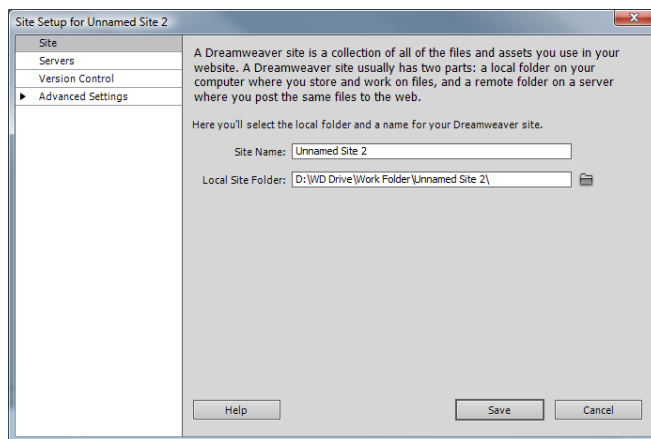 Site Setup for Unnamed Site 2
Site
Servers
Version Control
Advanced Settings
A Dreamweaver site is a collection of all of the files and assets you use in your
website. A Dreamweaver site usually has two parts: a local folder on your
computer where you store and work on files, and a remote folder on a server
where you post the same files to the web.
Here you'll select the local folder and a name for your Dreamweaver site.
Site Name: Unnamed Site 2
Local Site Folder: D:\WD Drive\Work Folder\Unnamed Site 2\
Help Save Cancel